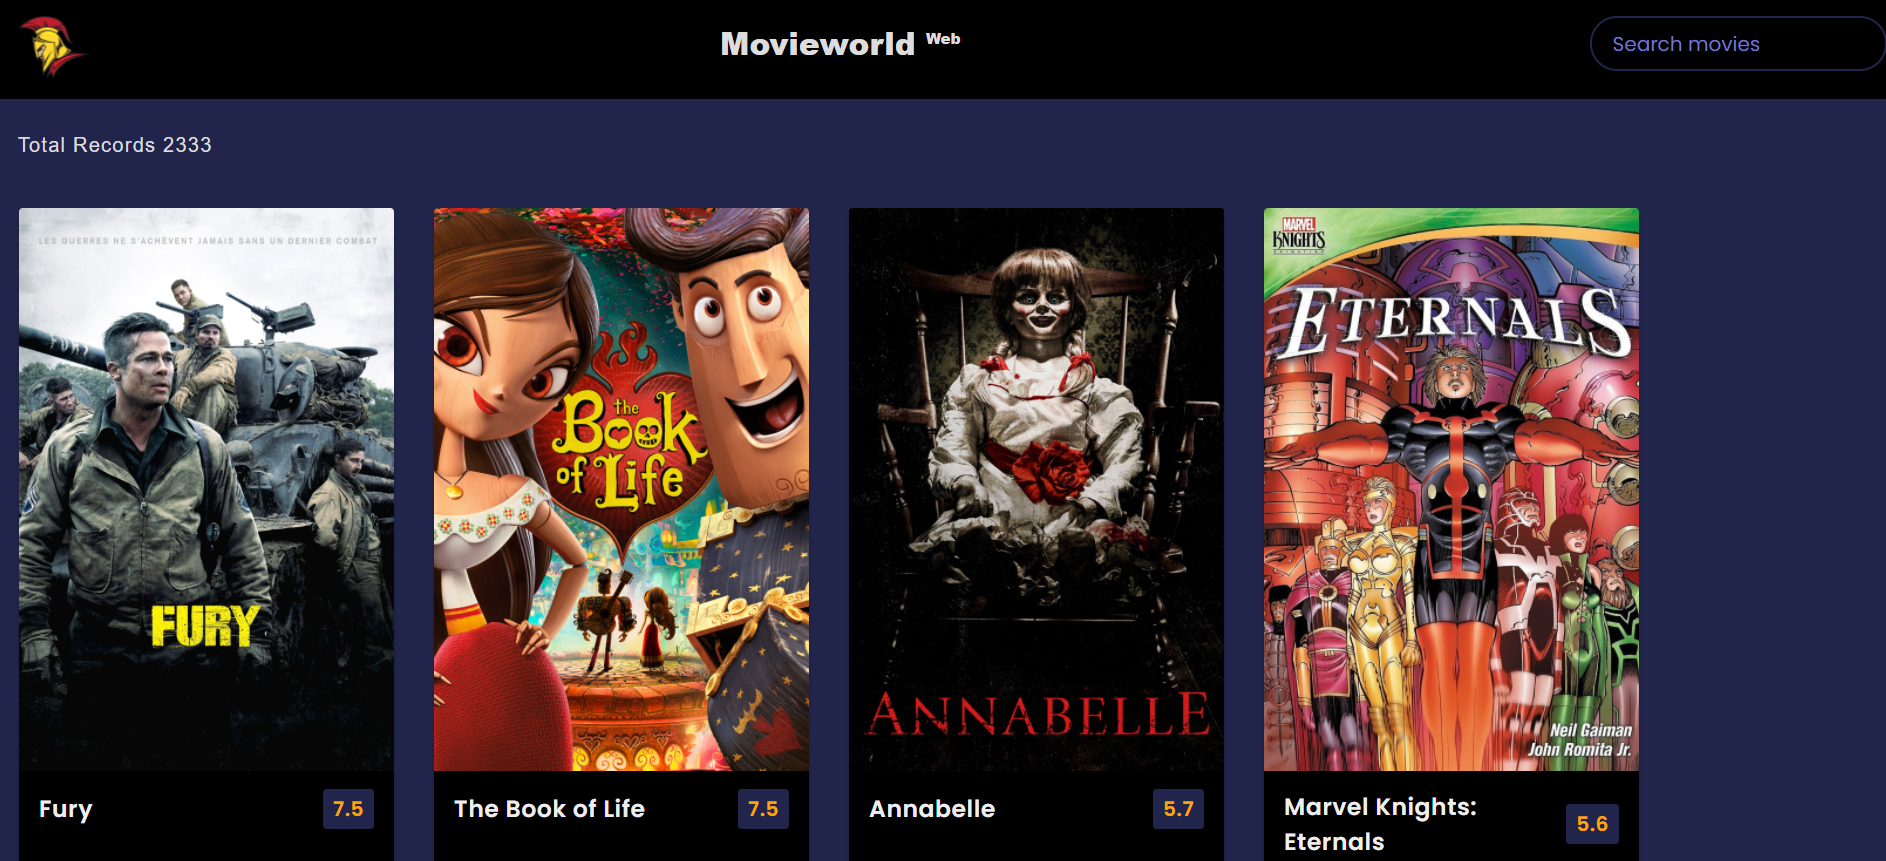 Movieworld Web
Search movies
Total Records 2333
LES GUERRES NE S'ACHÈVENT JAMAIS SANS UN DERNIER COMBAT
FURY
FURY
the
Book
of Life
ANNABELLE
MARVEL
KNIGHTS
ETERNALS
Neil Gaiman
John Romita Jr.
Fury
7.5
The Book of Life
7.5
Annabelle
5.7
Marvel Knights:
Eternals
5.6